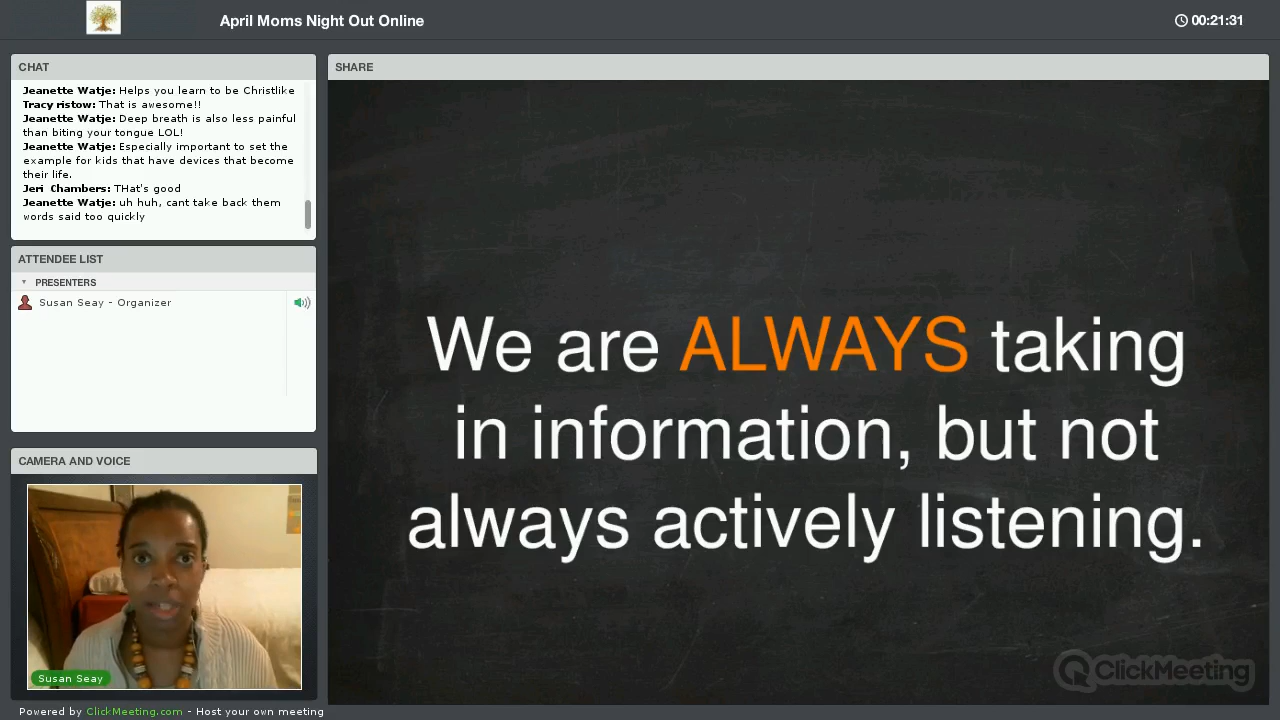 April Moms Night Out Online
00:21:31
CHAT
Jeanette Watje: Helps you learn to be Christlike
Tracy ristow: That is awesome!!
Jeanette Watje: Deep breath is also less painful
than biting your tongue LOL!
Jeanette Watje: Especially important to set the
example for kids that have devices that become
their life.
Jeri Chambers: THat's good
Jeanette Watje: uh huh, cant take back them
words said too quickly
ATTENDEE LIST
PRESENTERS
Susan Seay - Organizer
CAMERA AND VOICE
Susan Seay
Powered by ClickMeeting.com - Host your own meeting
SHARE
We are ALWAYS taking
in information, but not
always actively listening.
ClickMeeting